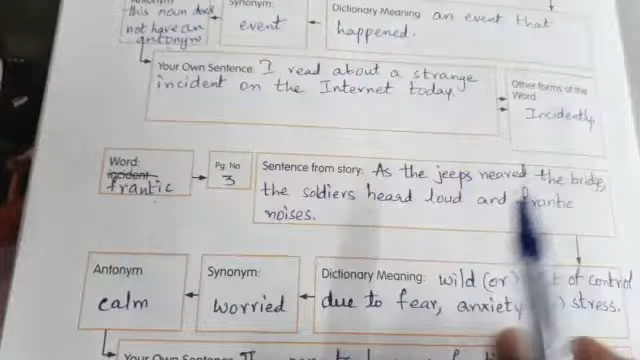 Antonym:
this noun does
not have an
antonym
Synonym:
event
Dictionary Meaning: an event that
happened.
Your Own Sentence: I read about a strange
incident on the Internet today.
Other forms of the
Word
Incidently
Word:
incident
frantic
Pg. No
3
Sentence from story: As the jeeps neared the bridge,
the soldiers heard loud and frantic
noises.
Antonym
calm
Synonym:
worried
Dictionary Meaning: wild (or) of control
due to fear, anxiety stress.
Your Own Sentence